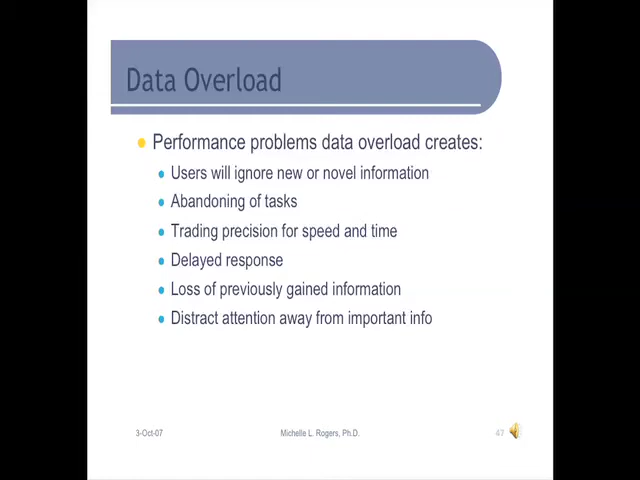 Data Overload
Performance problems data overload creates:
Users will ignore new or novel information
Abandoning of tasks
Trading precision for speed and time
Delayed response
Loss of previously gained information
Distract attention away from important info
3-Oct-07
Michelle L. Rogers, Ph.D.
47